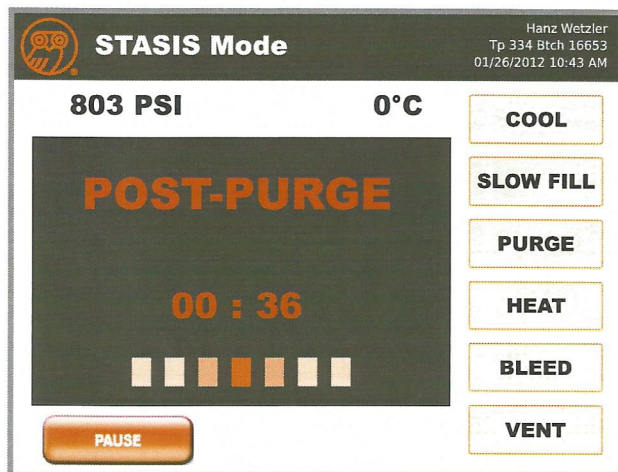 STASIS Mode
Hanz Wetzler
Tp 334 Btch 16653
01/26/2012 10:43 AM
803 PSI
0°C
POST-PURGE
00 : 36
PAUSE
COOL
SLOW FILL
PURGE
HEAT
BLEED
VENT